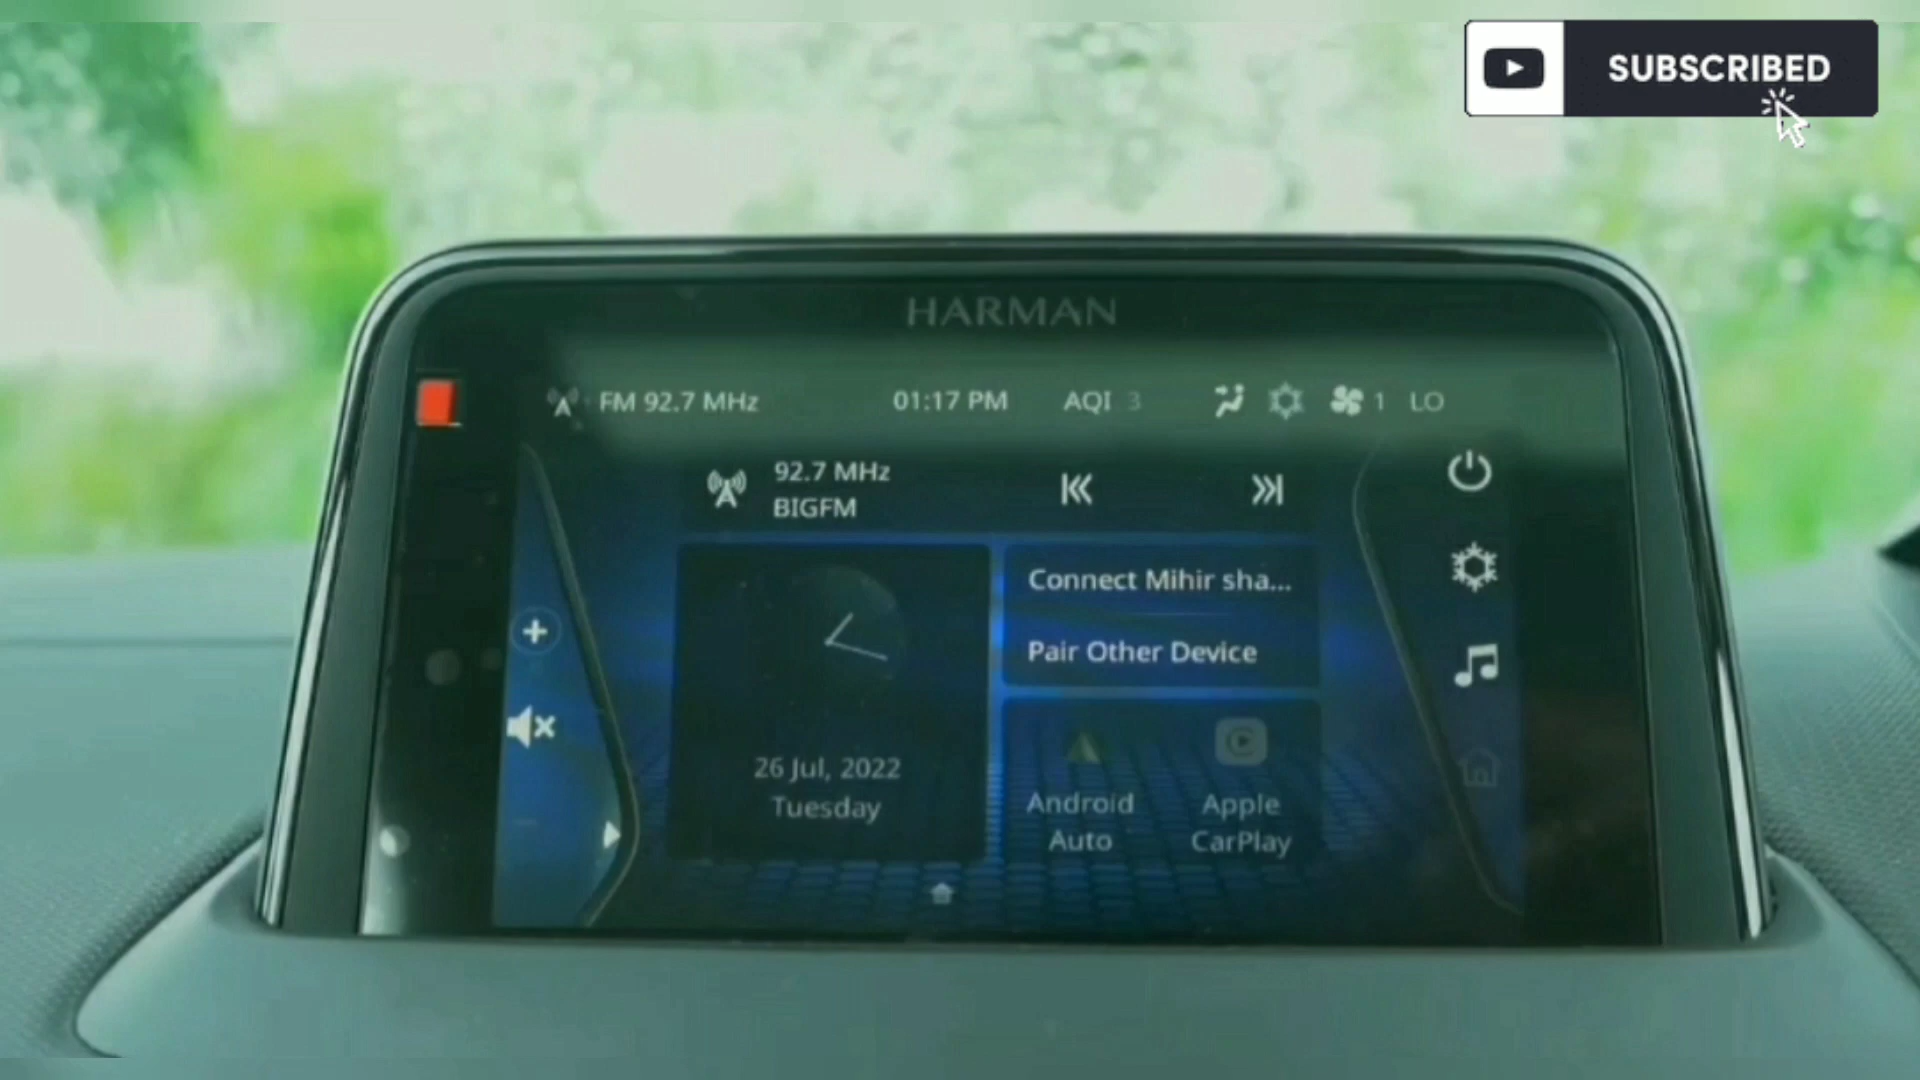 SUBSCRIBED
HARMAN
FM 92.7 MHz 01:17 PM AQI 3 1 LO
92.7 MHz
BIGFM
Connect Mihir sha...
Pair Other Device
26 Jul, 2022
Tuesday
Android
Auto
Apple
CarPlay